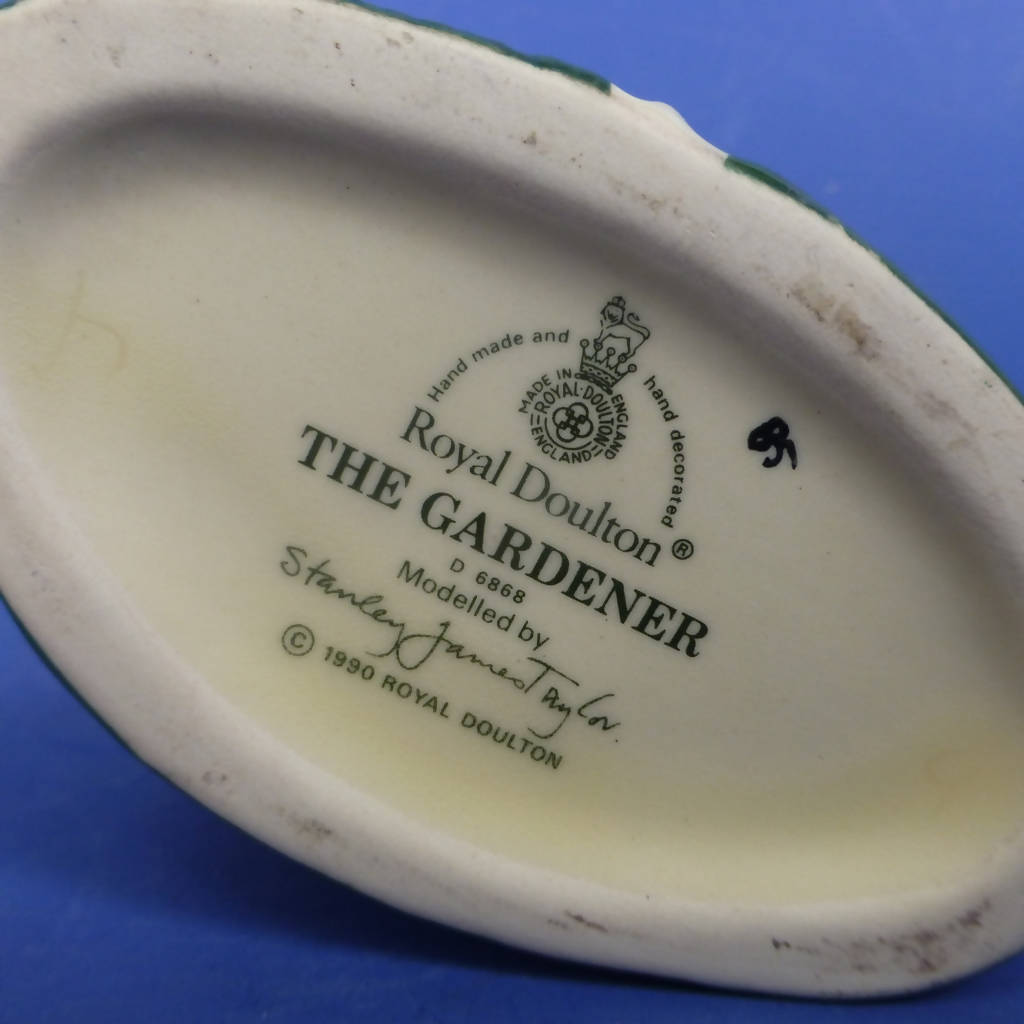 Hand made and hand decorated
MADE IN ENGLAND
ROYAL·DOULTON
ENGLAND
Royal Doulton ®
THE GARDENER
D 6868
Modelled by
Stanley James Taylor.
© 1990 ROYAL DOULTON
85